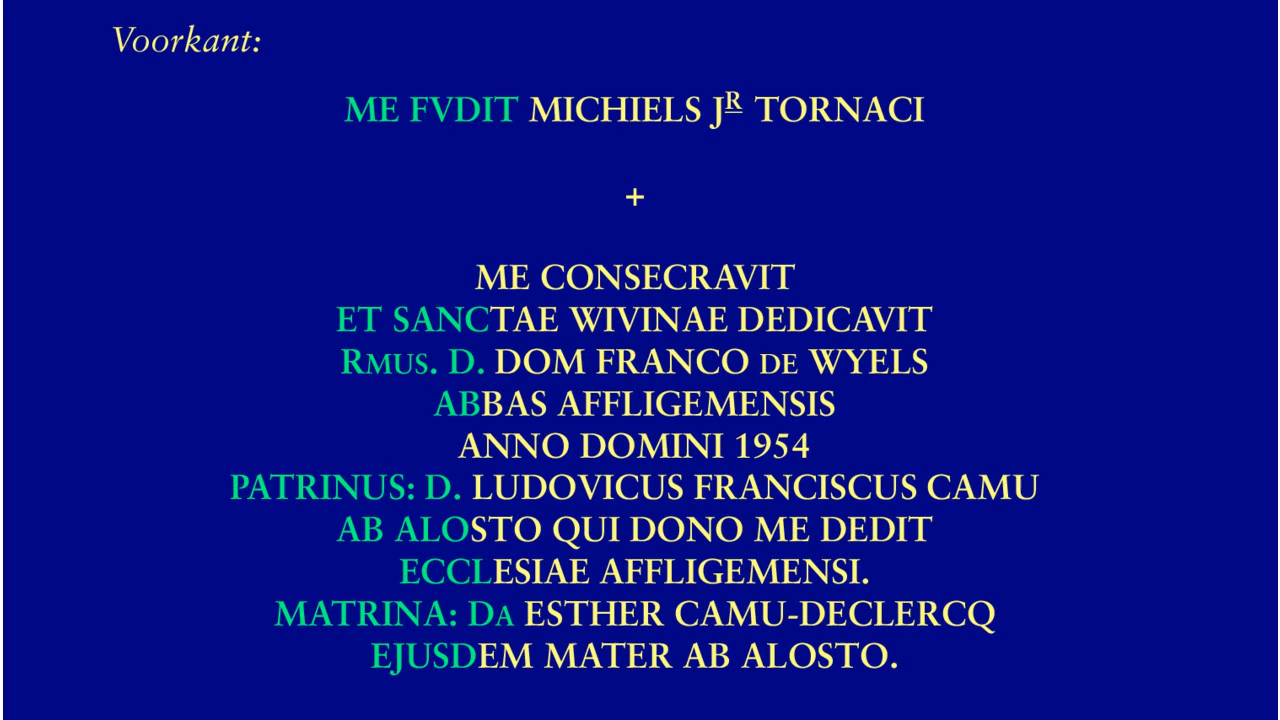 Voorkant:
ME FVDIT MICHIELS Jᴿ TORNACI
+
ME CONSECRAVIT
ET SANCTAE WIVINAE DEDICAVIT
RMUS. D. DOM FRANCO DE WYELS
ABBAS AFFLIGEMENSIS
ANNO DOMINI 1954
PATRINUS: D. LUDOVICUS FRANCISCUS CAMU
AB ALOSTO QUI DONO ME DEDIT
ECCLESIAE AFFLIGEMENSI.
MATRINA: DA ESTHER CAMU-DECLERCQ
EJUSDEM MATER AB ALOSTO.